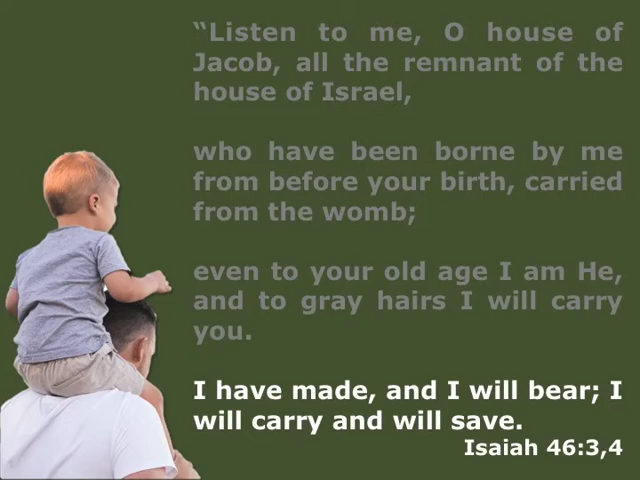 “Listen to me, O house of
Jacob, all the remnant of the
house of Israel,
who have been borne by me
from before your birth, carried
from the womb;
even to your old age I am He,
and to gray hairs I will carry
you.
I have made, and I will bear; I
will carry and will save.
Isaiah 46:3,4